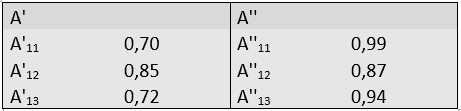 A' A''
A'₁₁ 0,70 A''₁₁ 0,99
A'₁₂ 0,85 A''₁₂ 0,87
A'₁₃ 0,72 A''₁₃ 0,94